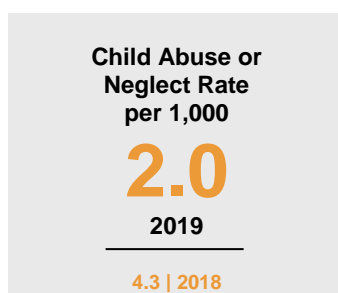 Child Abuse or
Neglect Rate
per 1,000
2.0
2019
4.3 | 2018